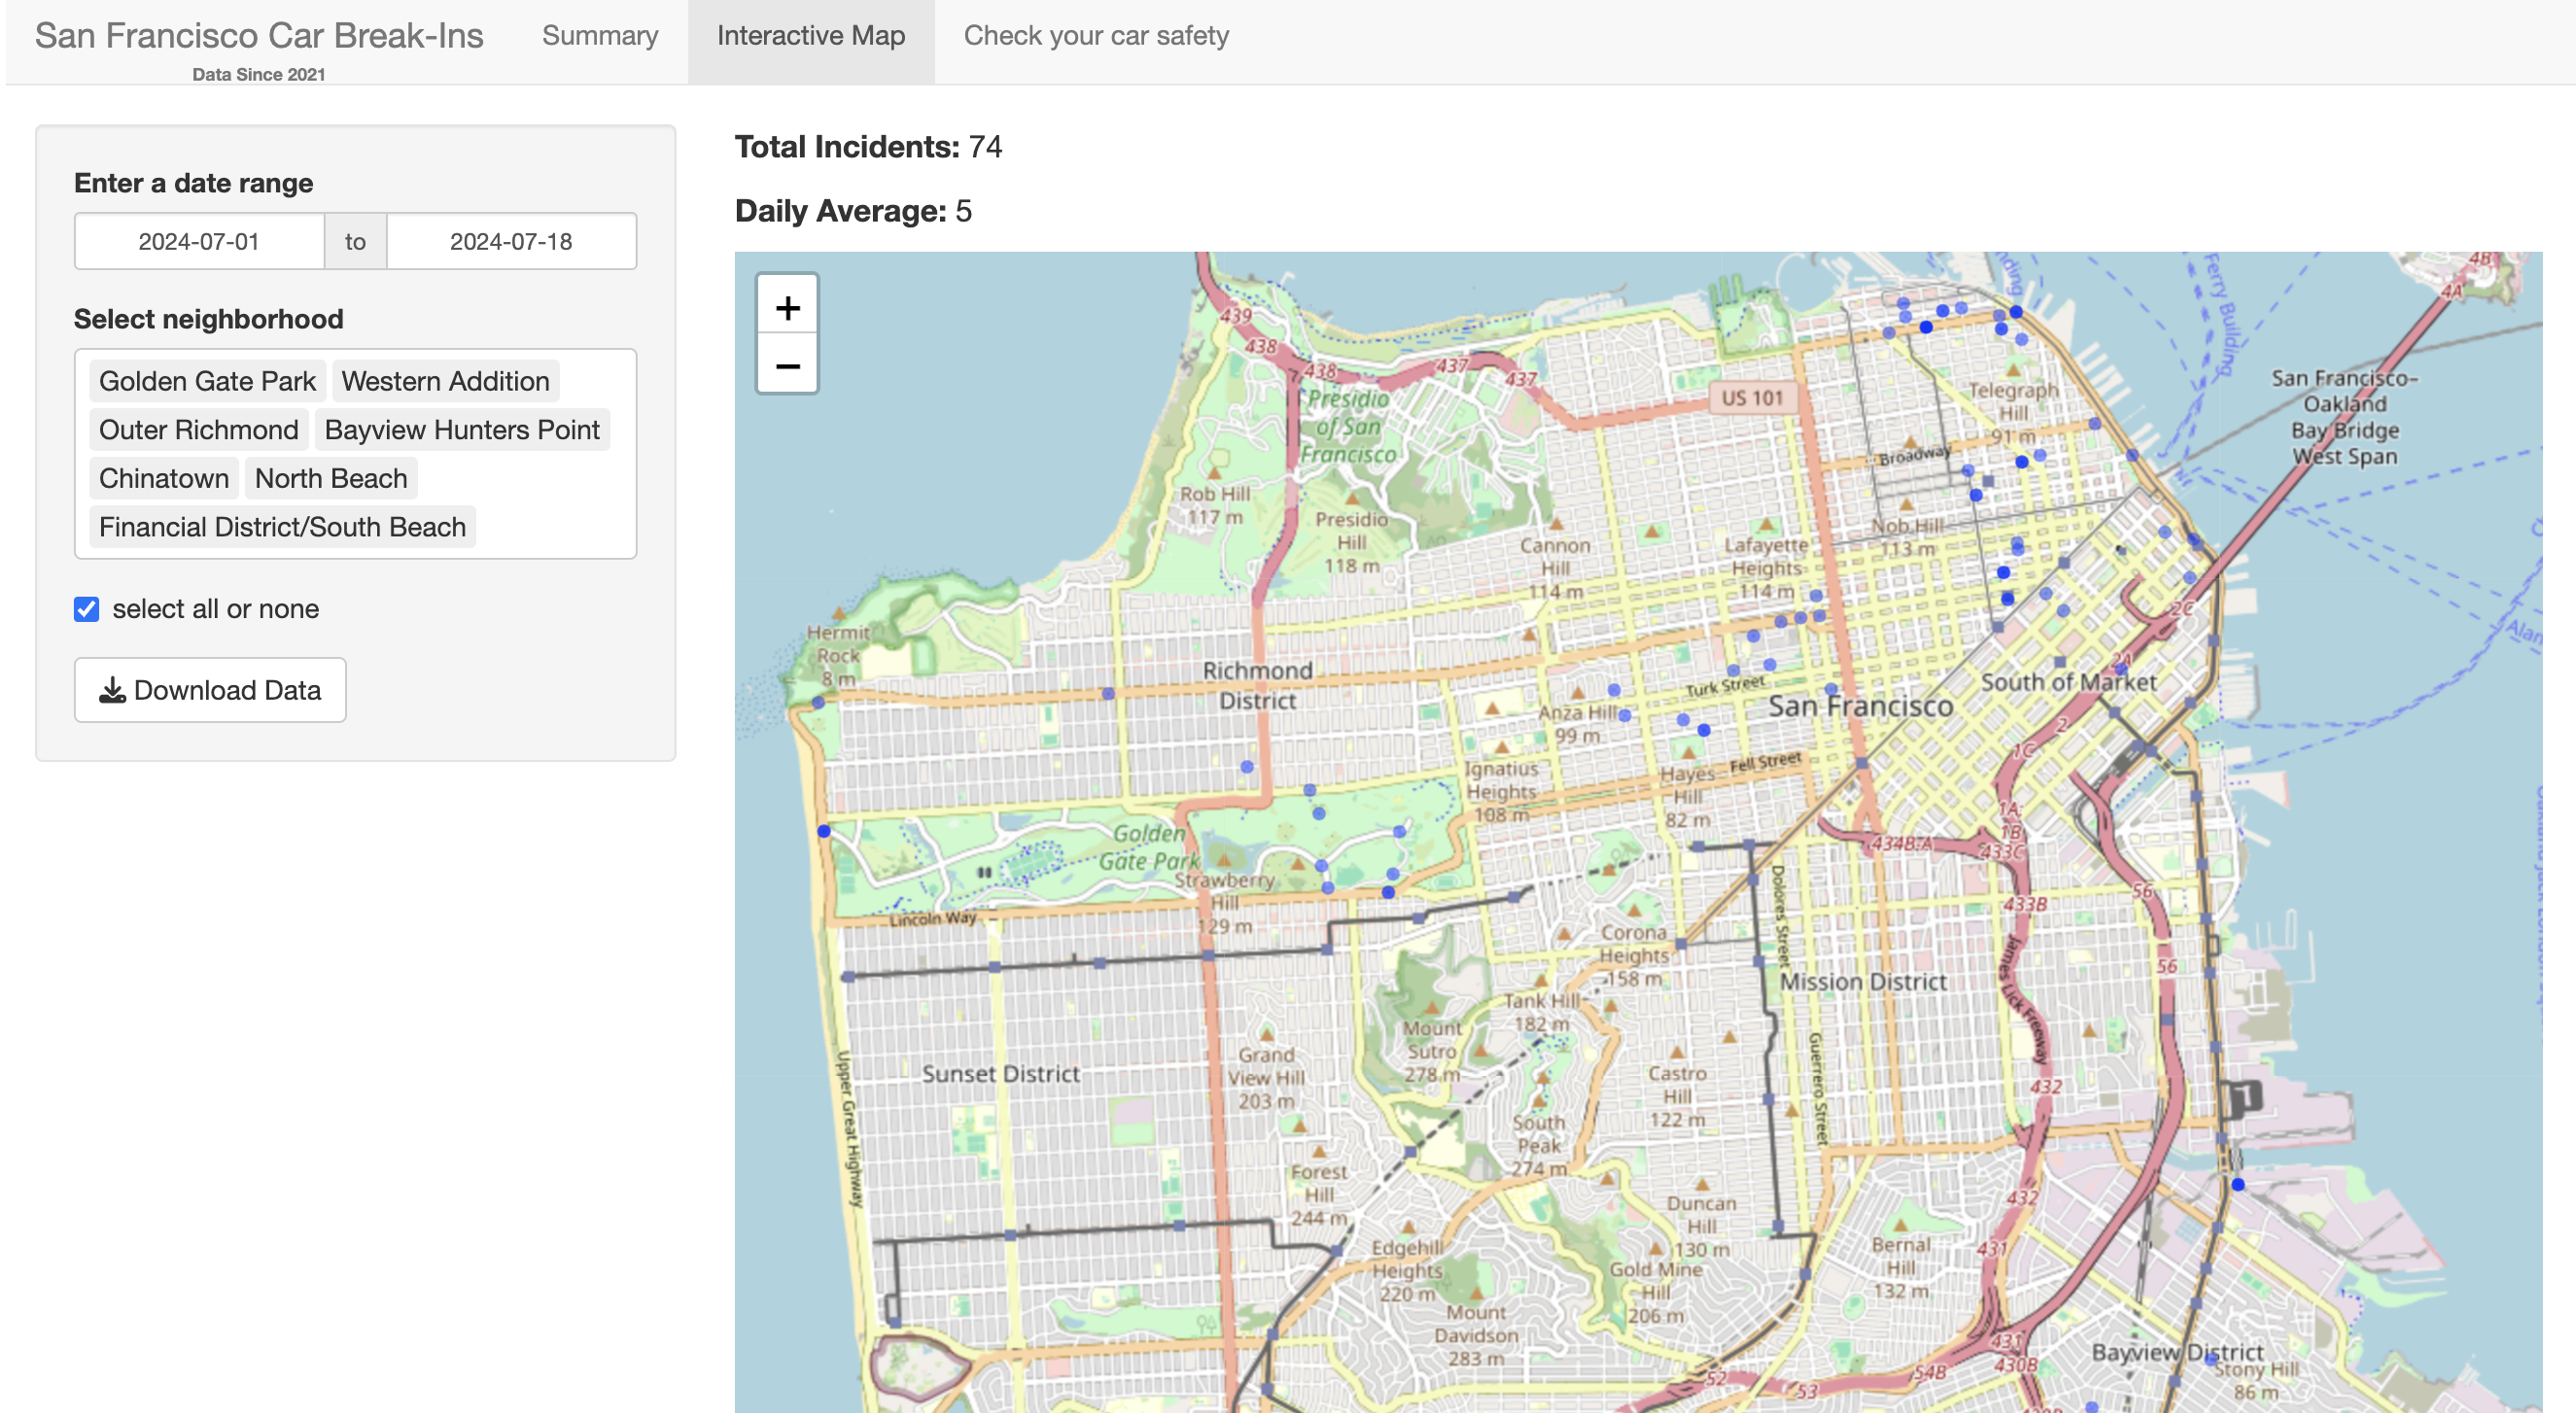 San Francisco Car Break-Ins
Data Since 2021
Summary
Interactive Map
Check your car safety
Enter a date range
2024-07-01 to 2024-07-18
Select neighborhood
Golden Gate Park Western Addition
Outer Richmond Bayview Hunters Point
Chinatown North Beach
Financial District/South Beach
select all or none
Download Data
Total Incidents: 74
Daily Average: 5
+
−
439
438
438
437
437
US 101
4B
4A
Ferry Building
Presidio
of San
Francisco
Telegraph
Hill
91 m
San Francisco–
Oakland
Bay Bridge
West Span
Broadway
Rob Hill
117 m
Presidio
Hill
118 m
Cannon
Hill
114 m
Lafayette
Heights
114 m
Nob Hill
113 m
2C
Hermit
Rock
8 m
Richmond
District
Turk Street
Anza Hill
99 m
San Francisco
South of Market
2A
2
1C
Ignatius
Heights
108 m
Hayes
Hill
82 m
Fell Street
1A;
1B
434B-A
433C
Golden
Gate Park
Strawberry
Hill
129 m
Lincoln Way
Dolores Street
433B
56
56
Corona
Heights
158 m
Mission District
James Lick Freeway
Tank Hill
182 m
Mount
Sutro
278 m
Sunset District
Upper Great Highway
Grand
View Hill
203 m
Castro
Hill
122 m
Guerrero Street
432
South
Peak
274 m
Forest
Hill
244 m
Duncan
Hill
130 m
432
Edgehill
Heights
220 m
Gold Mine
Hill
206 m
Bernal
Hill
132 m
431
Mount
Davidson
283 m
431
430B
Bayview District
Stony Hill
86 m
52
53
54B